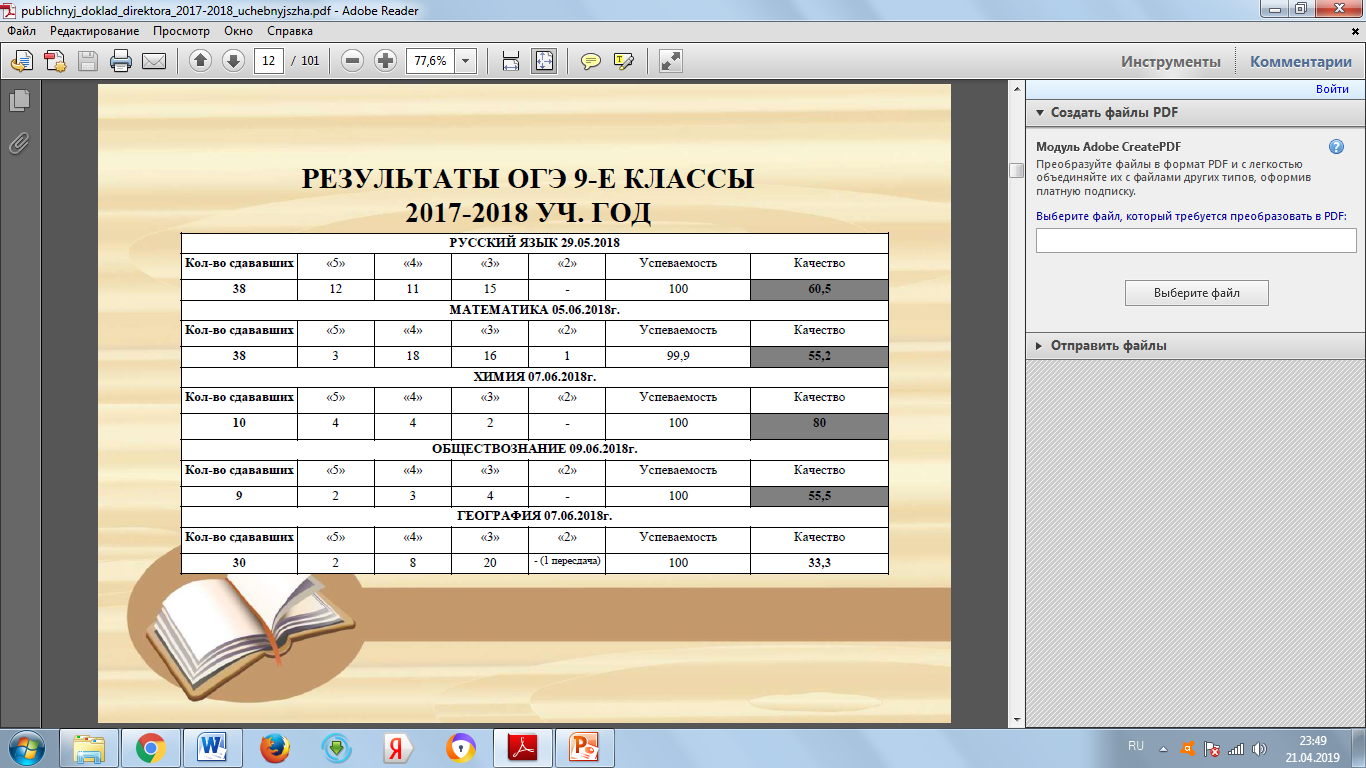 publichnyj_doklad_direktora_2017-2018_uchebnyjszha.pdf - Adobe Reader
Файл Редактирование Просмотр Окно Справка
12 / 101 77,6% Инструменты Комментарии
Войти
Создать файлы PDF
Модуль Adobe CreatePDF
Преобразуйте файлы в формат PDF и с легкостью
объединяйте их с файлами других типов, оформив
платную подписку.
Выберите файл, который требуется преобразовать в PDF:
Выберите файл
Отправить файлы
РЕЗУЛЬТАТЫ ОГЭ 9-Е КЛАССЫ
2017-2018 УЧ. ГОД
РУССКИЙ ЯЗЫК 29.05.2018
Кол-во сдававших «5» «4» «3» «2» Успеваемость Качество
38 12 11 15 - 100 60,5
МАТЕМАТИКА 05.06.2018г.
Кол-во сдававших «5» «4» «3» «2» Успеваемость Качество
38 3 18 16 1 99,9 55,2
ХИМИЯ 07.06.2018г.
Кол-во сдававших «5» «4» «3» «2» Успеваемость Качество
10 4 4 2 - 100 80
ОБЩЕСТВОЗНАНИЕ 09.06.2018г.
Кол-во сдававших «5» «4» «3» «2» Успеваемость Качество
9 2 3 4 - 100 55,5
ГЕОГРАФИЯ 07.06.2018г.
Кол-во сдававших «5» «4» «3» «2» Успеваемость Качество
30 2 8 20 - (1 пересдача) 100 33,3
RU 23:49
21.04.2019